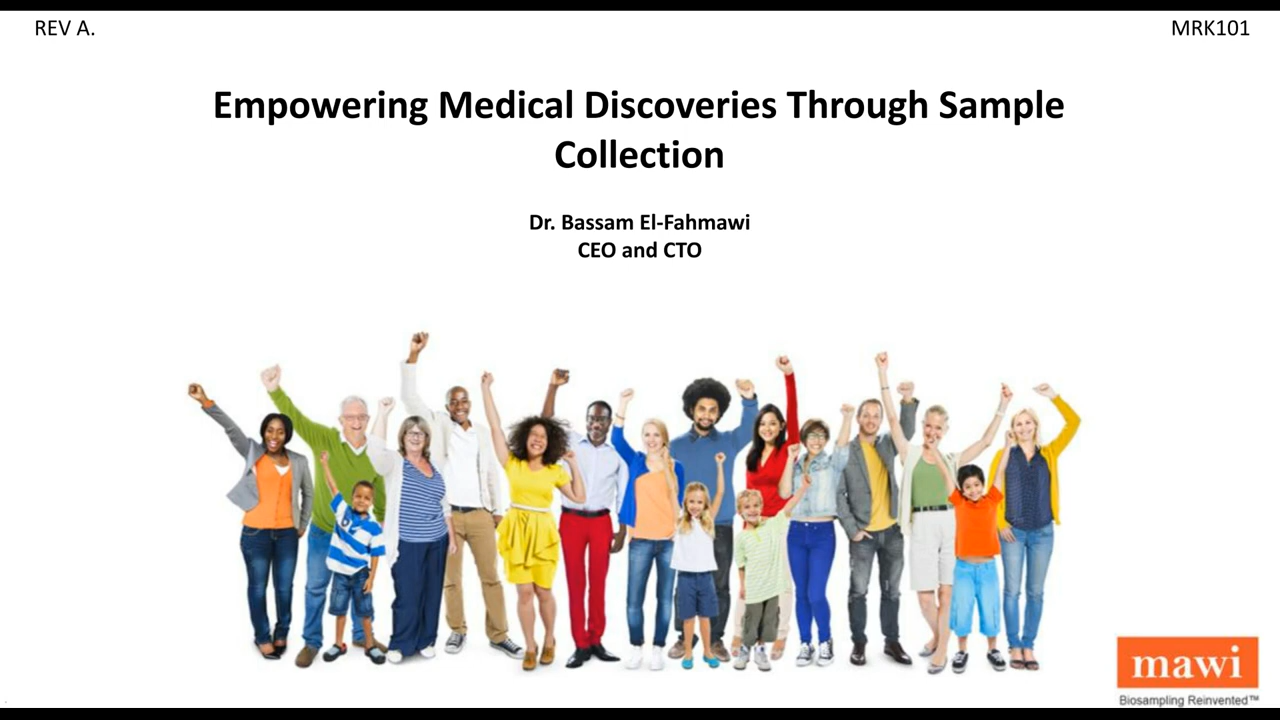 REV A.
MRK101
Empowering Medical Discoveries Through Sample
Collection
Dr. Bassam El-Fahmawi
CEO and CTO
mawi
Biosampling Reinvented™